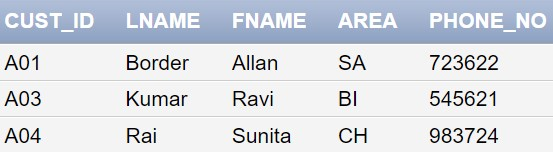 CUST_ID LNAME FNAME AREA PHONE_NO
A01 Border Allan SA 723622
A03 Kumar Ravi BI 545621
A04 Rai Sunita CH 983724